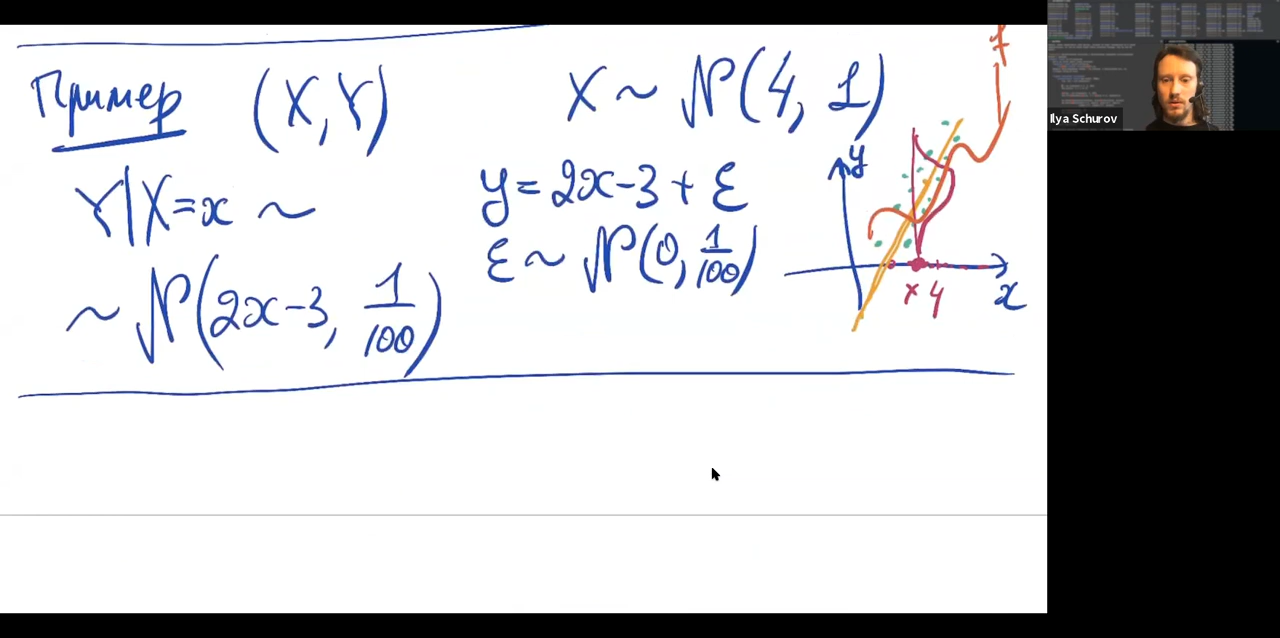 Пример (X, Y) X ~ N(4, 1)
Y|X=x ~ y = 2x-3 + ε
~ N(2x-3, 1/100) ε ~ N(0, 1/100)
f
y
x 4 x
Ilya Schurov